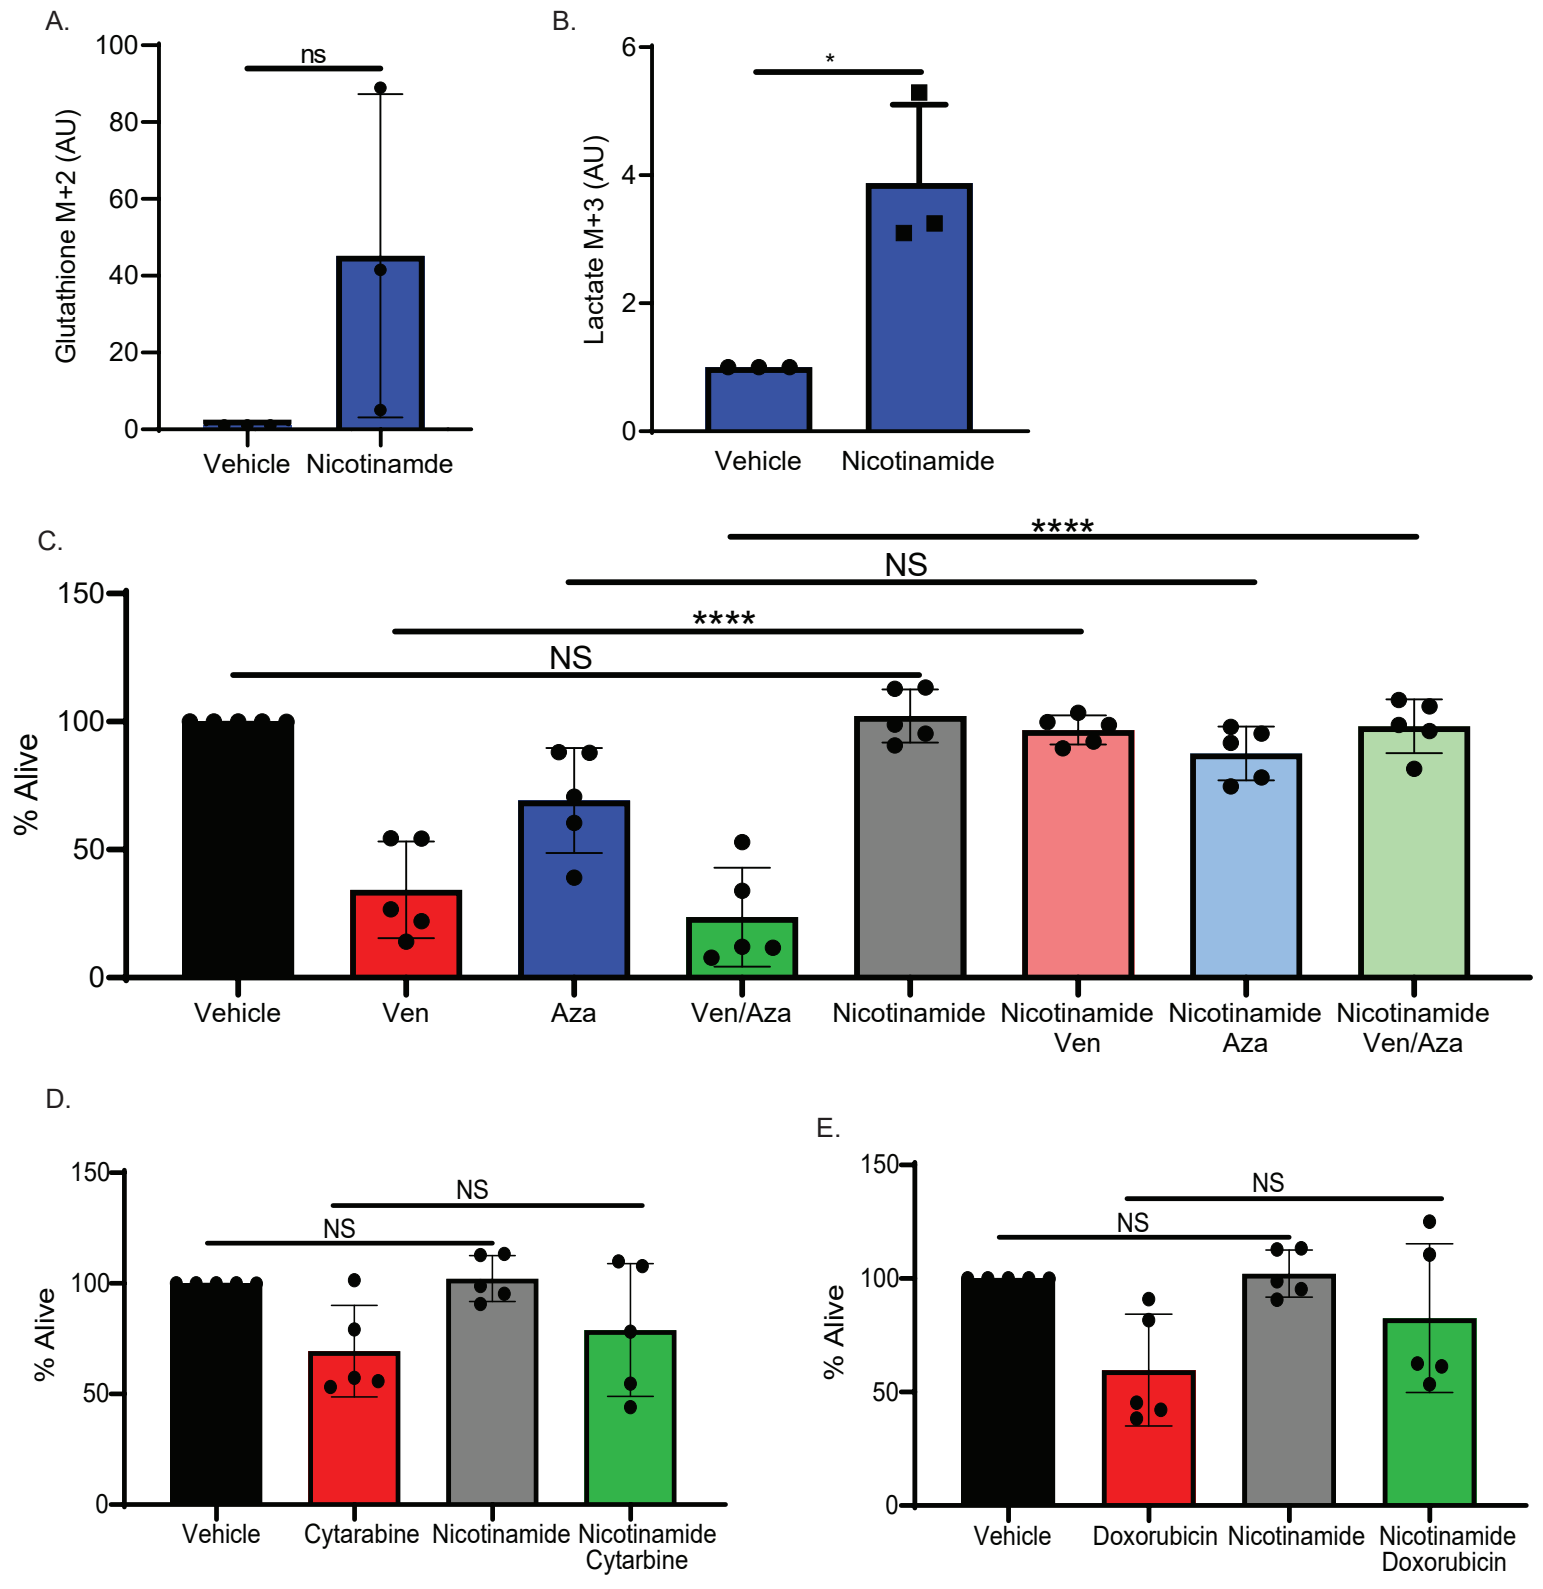 A.
100
80
60
40
20
0
Glutathione M+2 (AU)
ns
Vehicle
Nicotinamde
B.
6
4
2
0
Lactate M+3 (AU)
*
Vehicle
Nicotinamide
C.
****
NS
****
NS
150
100
50
0
% Alive
Vehicle
Ven
Aza
Ven/Aza
Nicotinamide
Nicotinamide
Ven
Nicotinamide
Aza
Nicotinamide
Ven/Aza
D.
150
100
50
0
% Alive
NS
NS
Vehicle
Cytarabine
Nicotinamide
Nicotinamide
Cytarbine
E.
150
100
50
0
% Alive
NS
NS
Vehicle
Doxorubicin
Nicotinamide
Nicotinamide
Doxorubicin